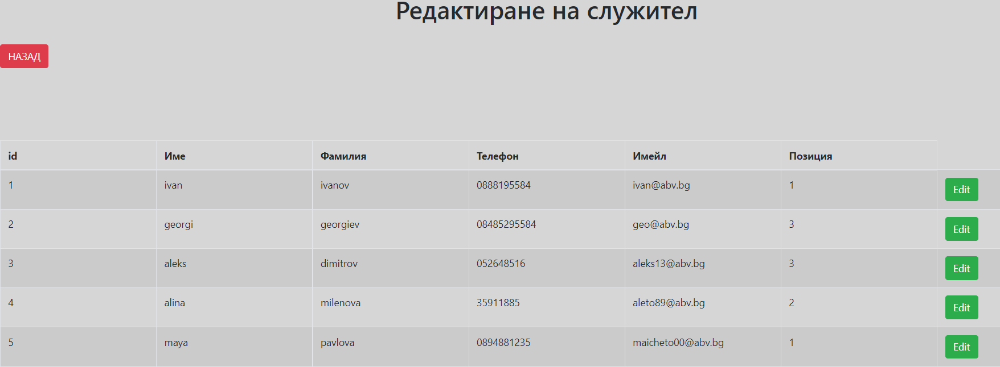 Редактиране на служител
НАЗАД
id Име Фамилия Телефон Имейл Позиция
1 ivan ivanov 0888195584 ivan@abv.bg 1 Edit
2 georgi georgiev 08485295584 geo@abv.bg 3 Edit
3 aleks dimitrov 052648516 aleks13@abv.bg 3 Edit
4 alina milenova 35911885 aleto89@abv.bg 2 Edit
5 maya pavlova 0894881235 maicheto00@abv.bg 1 Edit